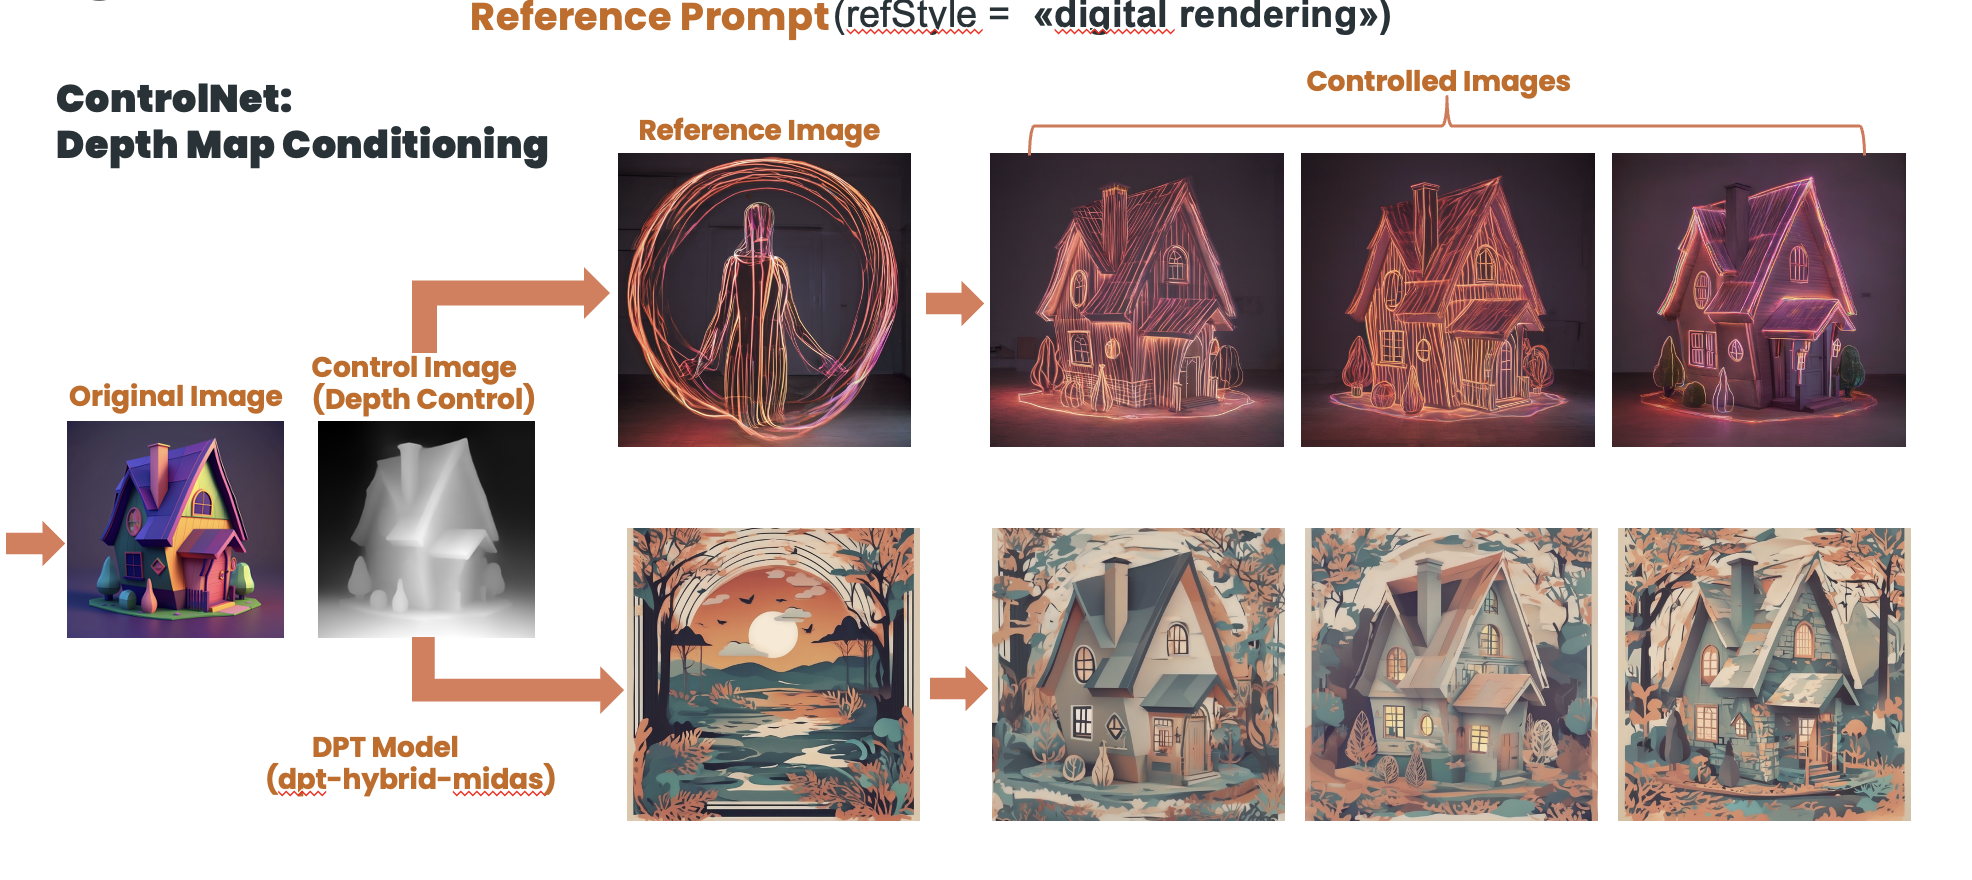 Reference Prompt (refStyle = «digital rendering»)
ControlNet:
Depth Map Conditioning
Controlled Images
Reference Image
Control Image
(Depth Control)
Original Image
DPT Model
(dpt-hybrid-midas)